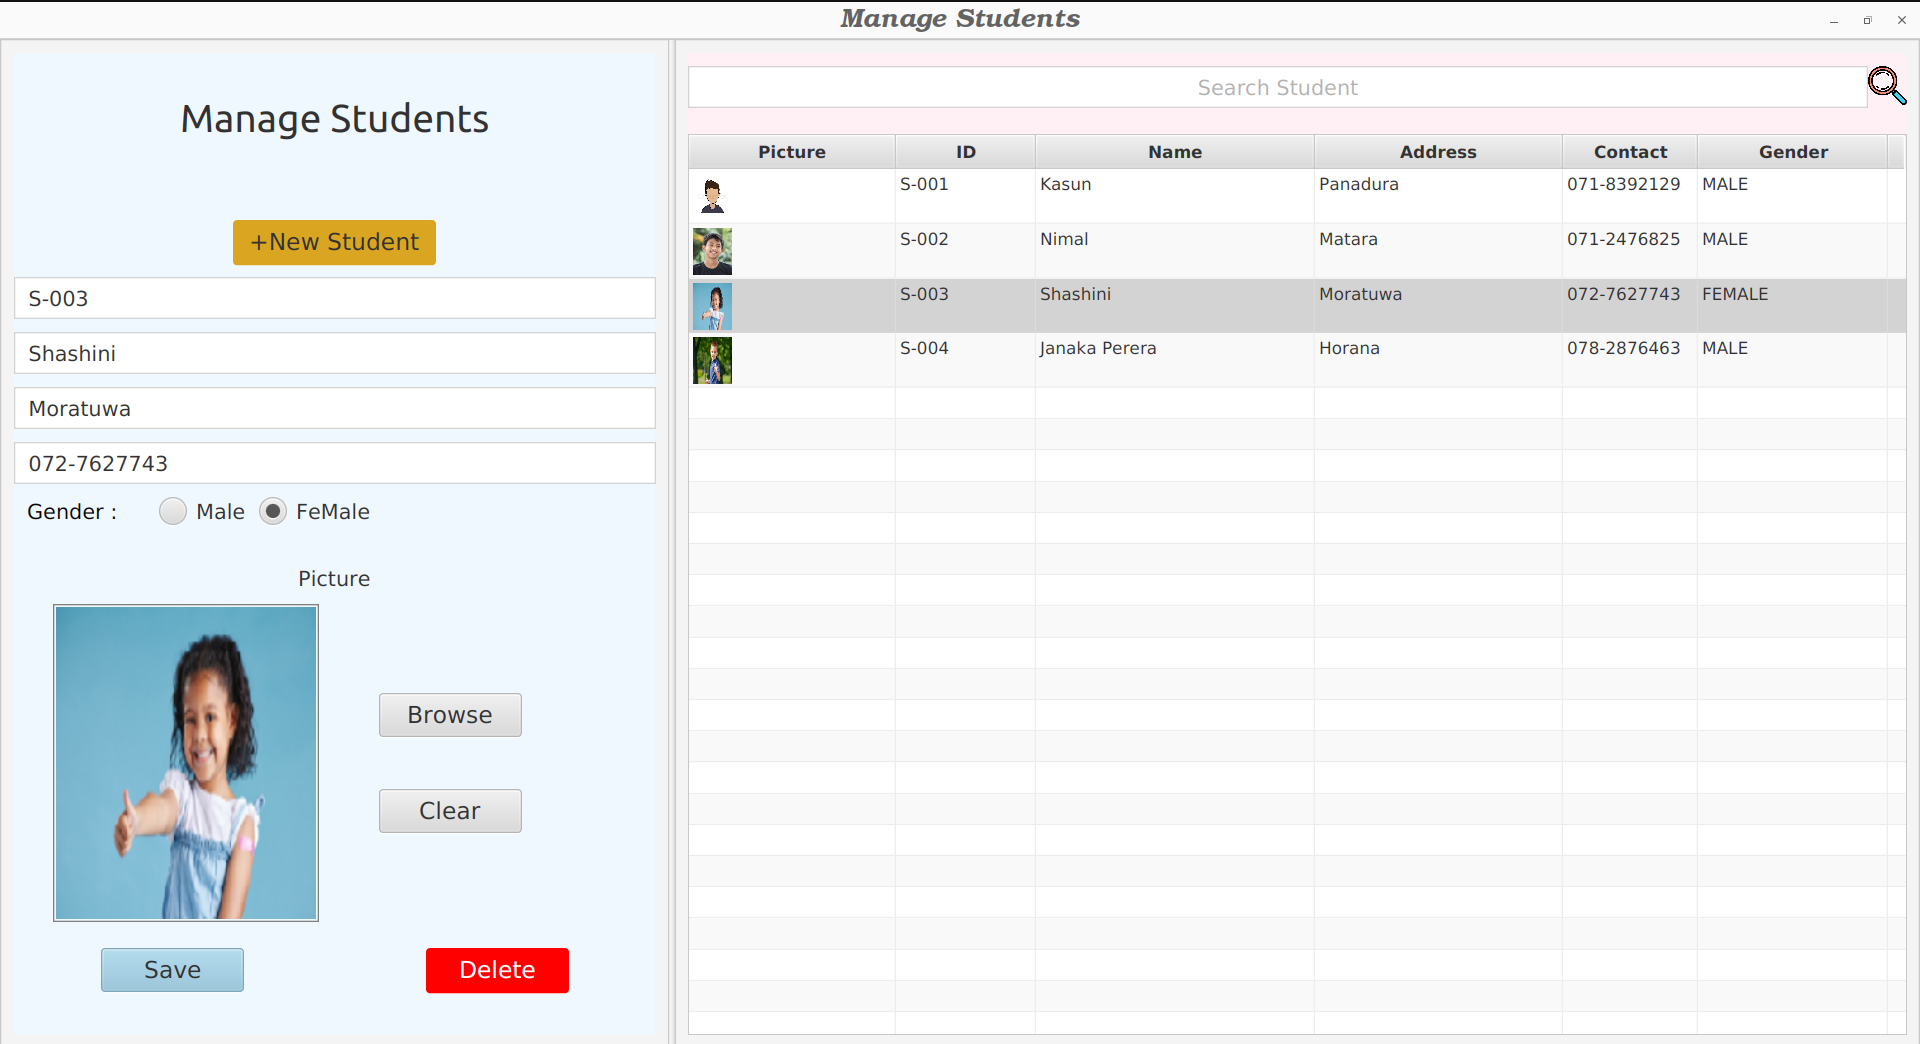 Manage Students
Manage Students
+New Student
S-003
Shashini
Moratuwa
072-7627743
Gender : Male FeMale
Picture
Browse
Clear
Save Delete
Search Student
Picture ID Name Address Contact Gender
S-001 Kasun Panadura 071-8392129 MALE
S-002 Nimal Matara 071-2476825 MALE
S-003 Shashini Moratuwa 072-7627743 FEMALE
S-004 Janaka Perera Horana 078-2876463 MALE